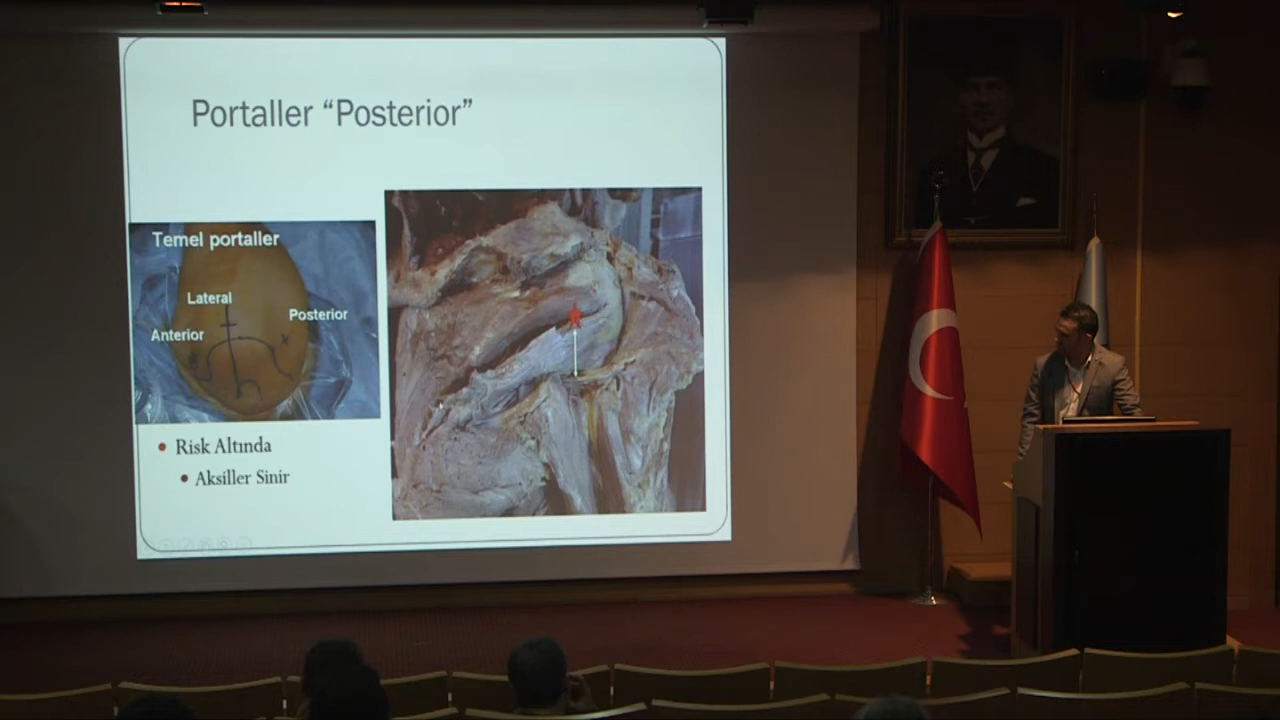 Portaller “Posterior”
Temel portaller
Lateral
Posterior
Anterior
• Risk Altında
• Aksiller Sinir